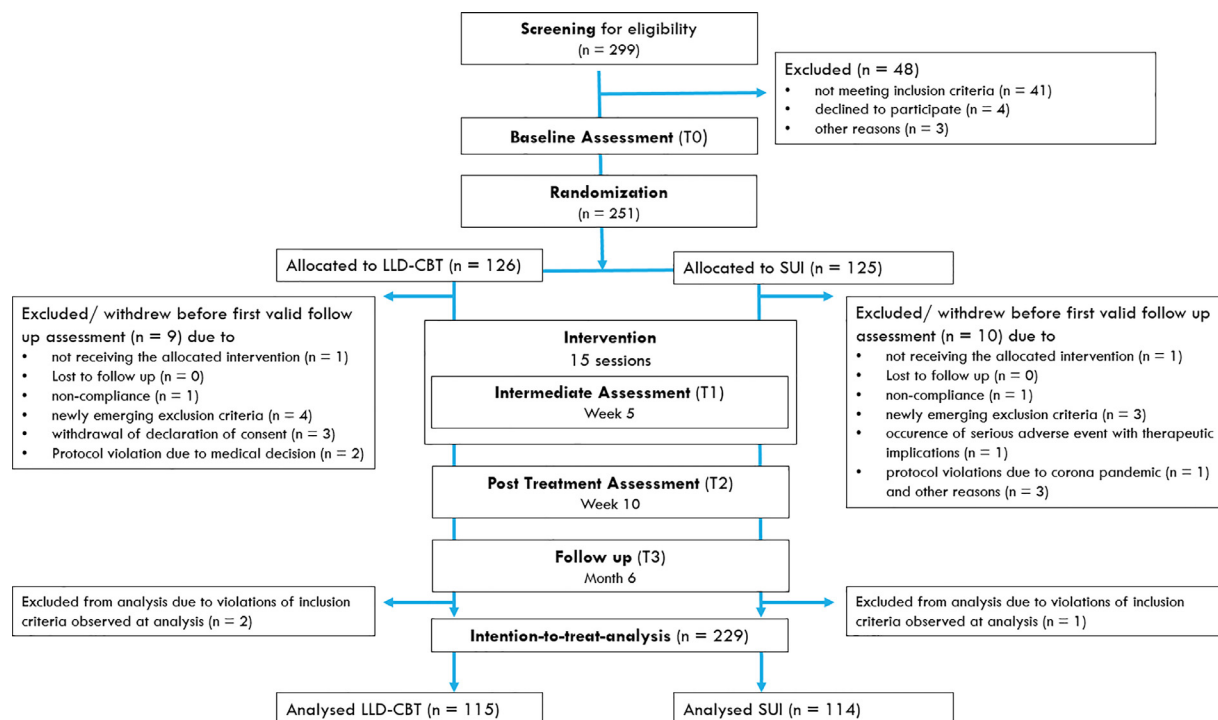 Screening for eligibility
(n = 299)
Excluded (n = 48)
• not meeting inclusion criteria (n = 41)
• declined to participate (n = 4)
• other reasons (n = 3)
Baseline Assessment (T0)
Randomization
(n = 251)
Allocated to LLD-CBT (n = 126)
Allocated to SUI (n = 125)
Excluded/ withdrew before first valid follow
up assessment (n = 9) due to
• not receiving the allocated intervention (n = 1)
• Lost to follow up (n = 0)
• non-compliance (n = 1)
• newly emerging exclusion criteria (n = 4)
• withdrawal of declaration of consent (n = 3)
• Protocol violation due to medical decision (n = 2)
Excluded/ withdrew before first valid follow up
assessment (n = 10) due to
• not receiving the allocated intervention (n = 1)
• Lost to follow up (n = 0)
• non-compliance (n = 1)
• newly emerging exclusion criteria (n = 3)
• occurence of serious adverse event with therapeutic
implications (n = 1)
• protocol violations due to corona pandemic (n = 1)
and other reasons (n = 3)
Intervention
15 sessions
Intermediate Assessment (T1)
Week 5
Post Treatment Assessment (T2)
Week 10
Follow up (T3)
Month 6
Excluded from analysis due to violations of inclusion
criteria observed at analysis (n = 2)
Excluded from analysis due to violations of inclusion
criteria observed at analysis (n = 1)
Intention-to-treat-analysis (n = 229)
Analysed LLD-CBT (n = 115)
Analysed SUI (n = 114)